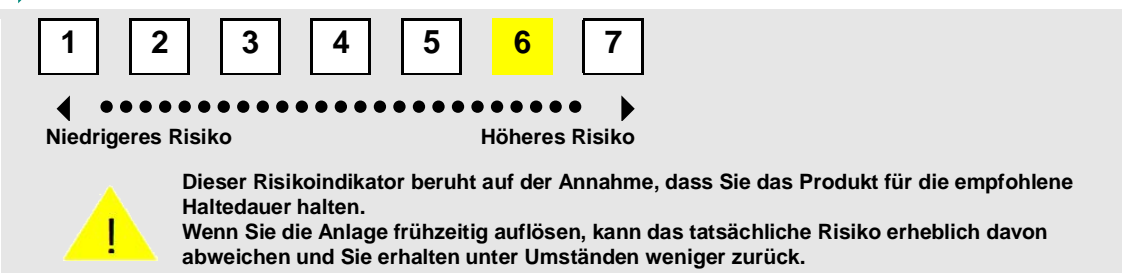 1 2 3 4 5 6 7
Niedrigeres Risiko Höheres Risiko
Dieser Risikoindikator beruht auf der Annahme, dass Sie das Produkt für die empfohlene
Haltedauer halten.
! Wenn Sie die Anlage frühzeitig auflösen, kann das tatsächliche Risiko erheblich davon
abweichen und Sie erhalten unter Umständen weniger zurück.